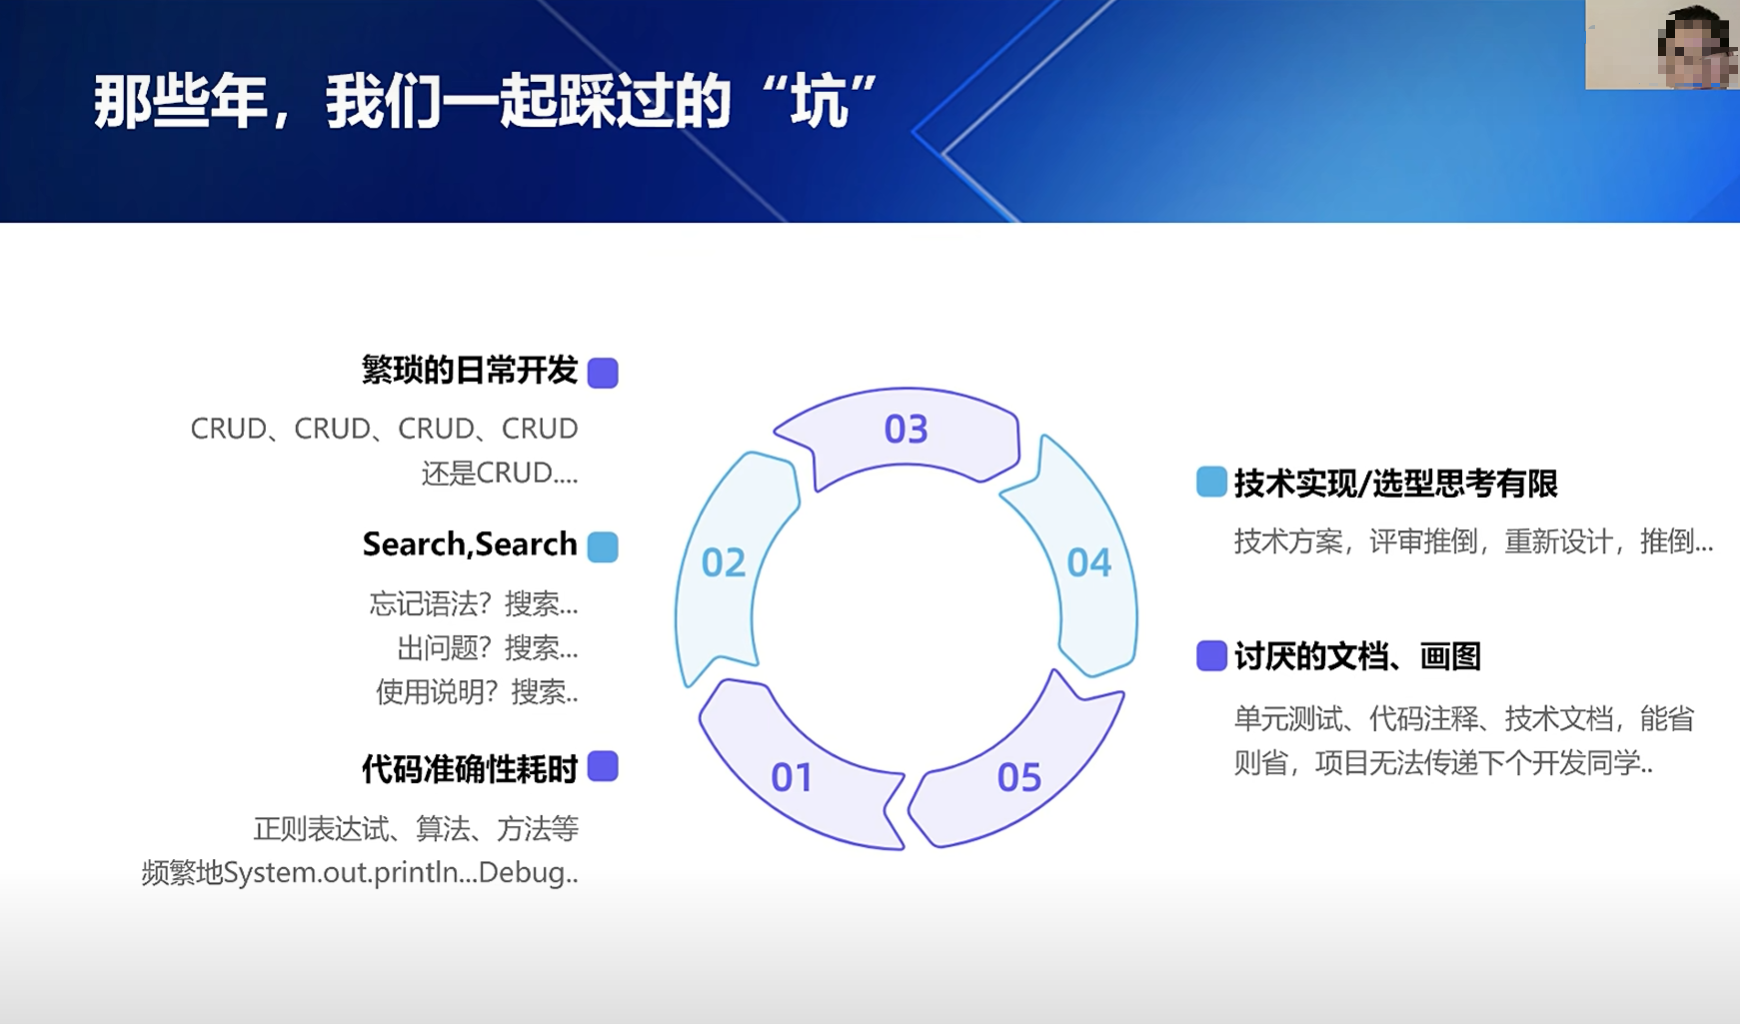 那些年，我们一起踩过的“坑”
繁琐的日常开发
CRUD、CRUD、CRUD、CRUD
还是CRUD....
Search,Search
忘记语法？搜索...
出问题？搜索...
使用说明？搜索..
代码准确性耗时
正则表达试、算法、方法等
频繁地System.out.println...Debug..
03
02
04
01
05
技术实现/选型思考有限
技术方案，评审推倒，重新设计，推倒...
讨厌的文档、画图
单元测试、代码注释、技术文档，能省
则省，项目无法传递下个开发同学..